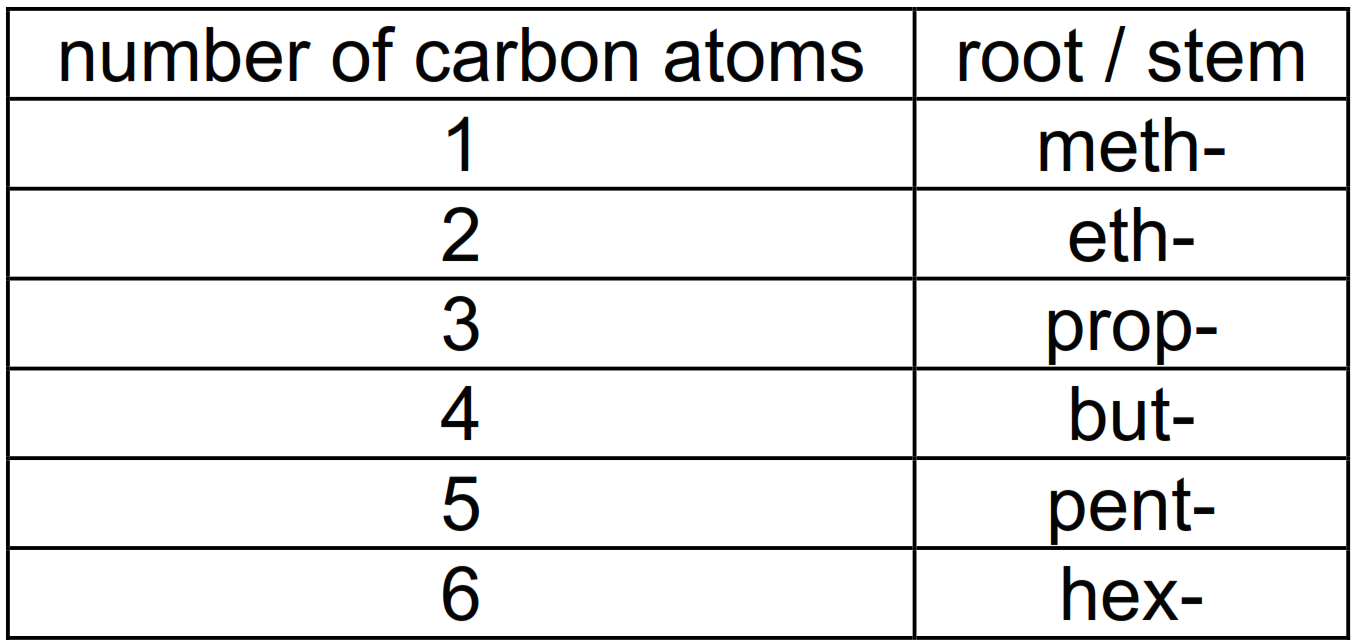 number of carbon atoms root / stem
1 meth-
2 eth-
3 prop-
4 but-
5 pent-
6 hex-